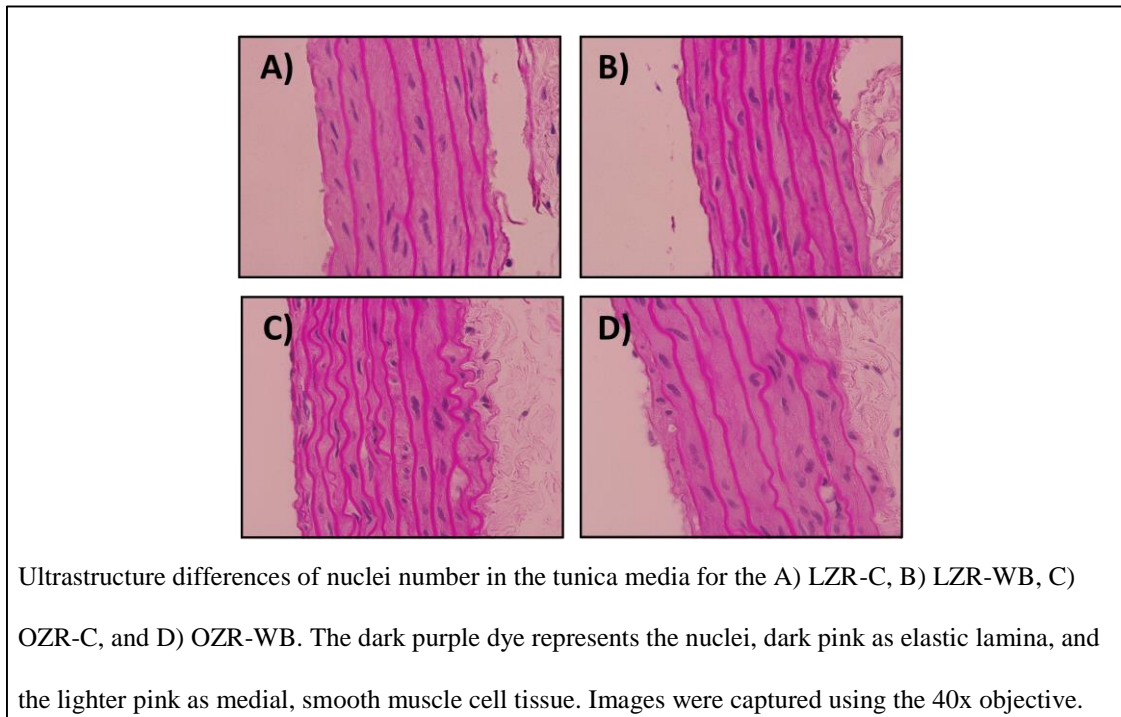 A)
B)
C)
D)
Ultrastructure differences of nuclei number in the tunica media for the A) LZR-C, B) LZR-WB, C)
OZR-C, and D) OZR-WB. The dark purple dye represents the nuclei, dark pink as elastic lamina, and
the lighter pink as medial, smooth muscle cell tissue. Images were captured using the 40x objective.